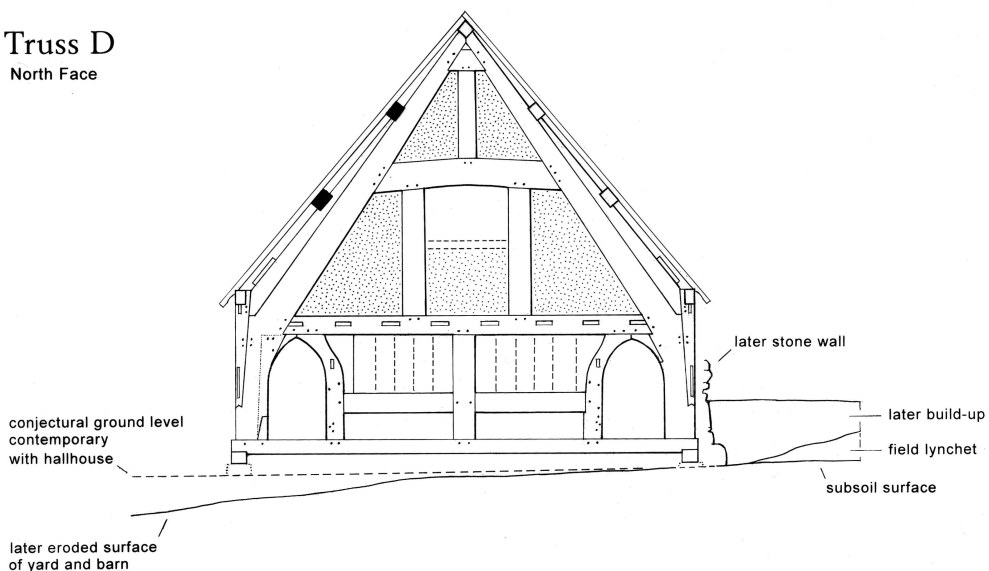 Truss D
North Face
later stone wall
later build-up
field lynchet
subsoil surface
conjectural ground level
contemporary
with hallhouse
later eroded surface
of yard and barn